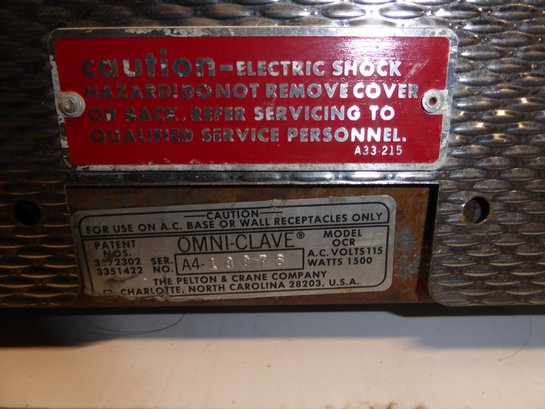 caution-ELECTRIC SHOCK
HAZARD! DO NOT REMOVE COVER
OR BACK. REFER SERVICING TO
QUALIFIED SERVICE PERSONNEL.
A33-215
CAUTION
FOR USE ON A.C. BASE OR WALL RECEPTACLES ONLY
PATENT NOS. OMNI-CLAVE® MODEL OCR
3351422 SER. NO. A.C. VOLTS 115 WATTS 1500
THE PELTON & CRANE COMPANY
CHARLOTTE, NORTH CAROLINA 28203, U.S.A.